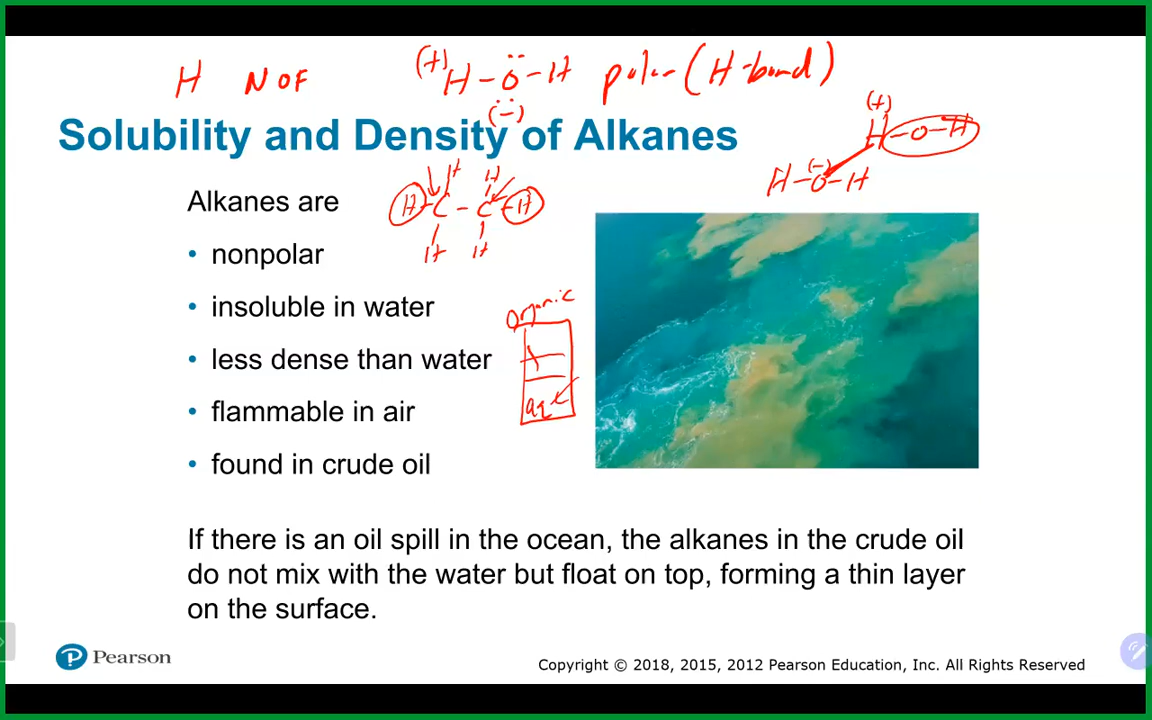 H NOF (+) H-Ö-H polar (H-bond)
(-)
(+)
H-O-H
(-)
H-O-H
Solubility and Density of Alkanes
H H
H-C-C-H
H H
Alkanes are
• nonpolar
• insoluble in water
organic
• less dense than water
aq
• flammable in air
• found in crude oil
If there is an oil spill in the ocean, the alkanes in the crude oil
do not mix with the water but float on top, forming a thin layer
on the surface.
P Pearson
Copyright © 2018, 2015, 2012 Pearson Education, Inc. All Rights Reserved